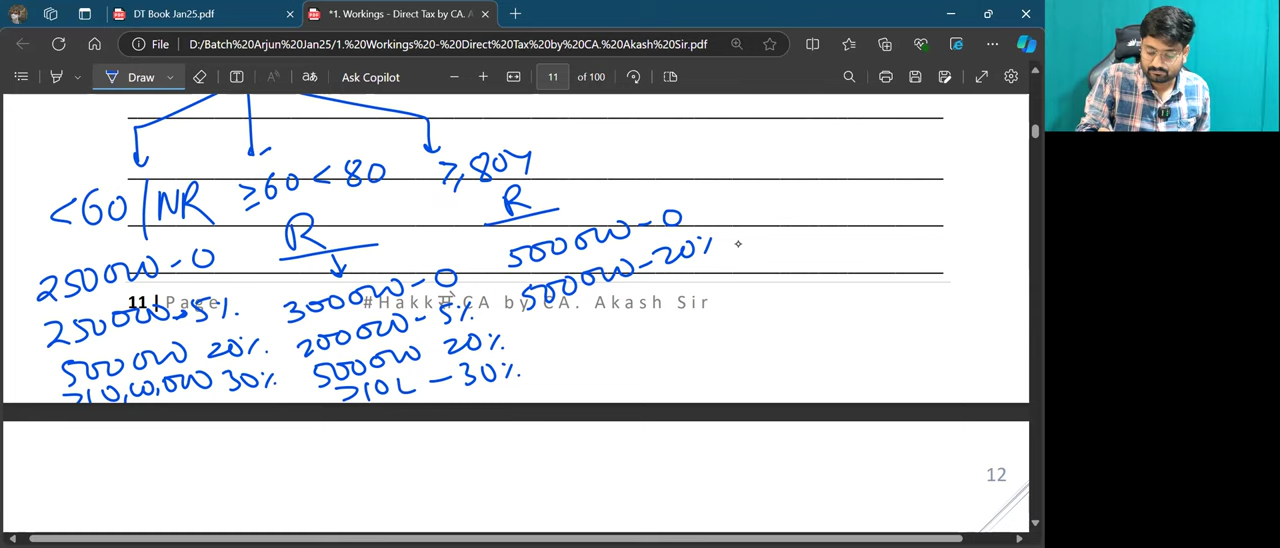 DT Book Jan25.pdf
*1. Workings - Direct Tax by CA. A
File
D:/Batch%20Arjun%20Jan25/1.%20Workings%20-%20Direct%20Tax%20by%20CA.%20Akash%20Sir.pdf
Draw
Ask Copilot
11 of 100
<60 / NR
≥60 < 80
≥80Y
R
R
250000 - 0
250000 - 5%
500000 20%
>10,00,000 30%
300000 - 0
200000 - 5%
500000 20%
>10L - 30%
500000 - 0
500000 - 20%
11 | Page
#Hakk से CA by CA. Akash Sir
12